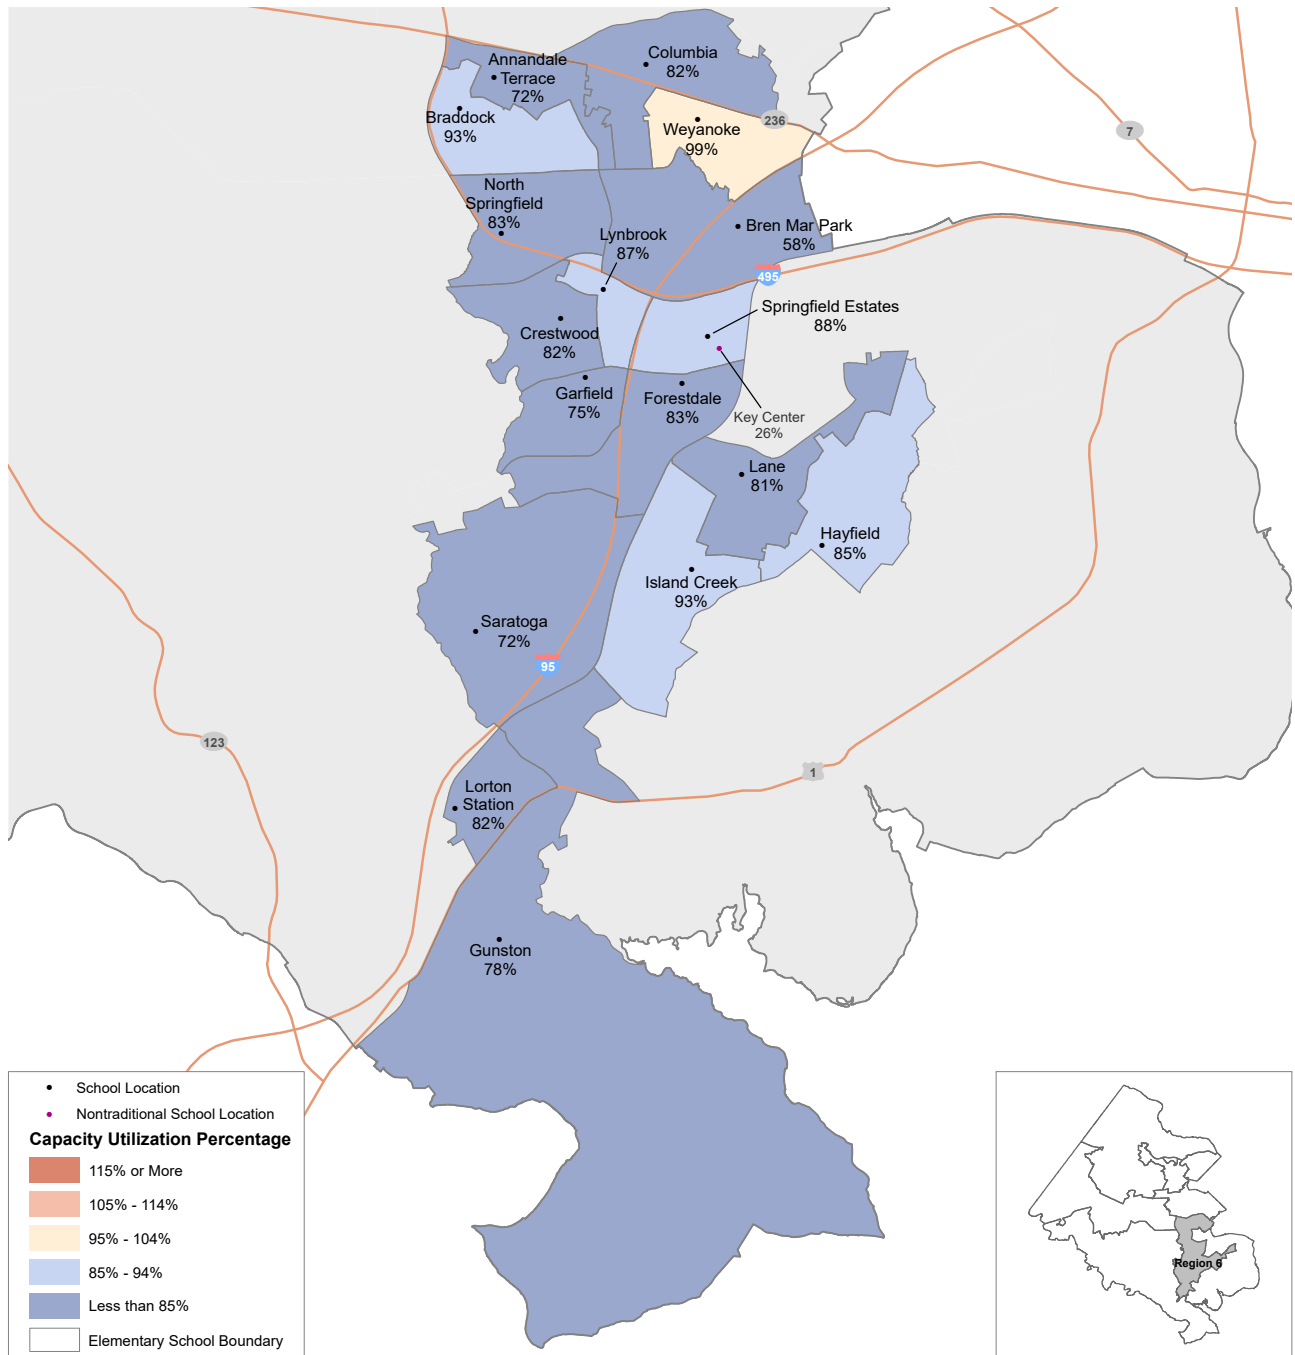 Columbia
82%
Annandale
Terrace
72%
Braddock
93%
Weyanoke
99%
236
7
North
Springfield
83%
Lynbrook
87%
Bren Mar Park
58%
495
Springfield Estates
88%
Crestwood
82%
Garfield
75%
Forestdale
83%
Key Center
26%
Lane
81%
Hayfield
85%
Island Creek
93%
Saratoga
72%
95
123
1
Lorton
Station
82%
Gunston
78%
School Location
Nontraditional School Location
Capacity Utilization Percentage
115% or More
105% - 114%
95% - 104%
85% - 94%
Less than 85%
Elementary School Boundary
Region 6